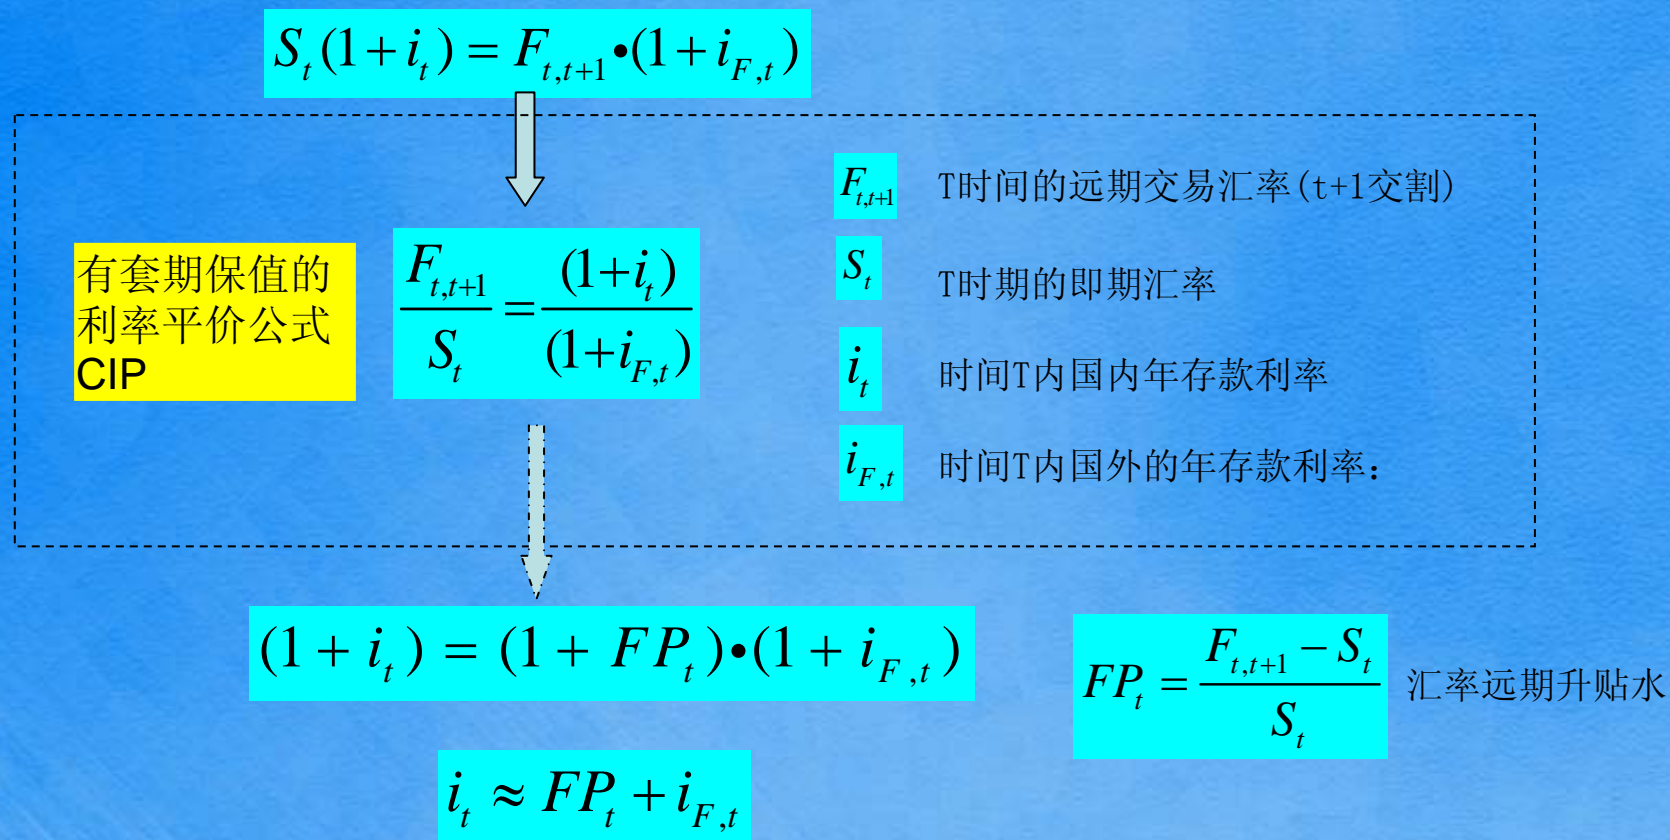 S_t(1+i_t) = F_{t,t+1}•(1+i_{F,t})
有套期保值的
利率平价公式
CIP
F_{t,t+1}/S_t = (1+i_t)/(1+i_{F,t})
F_{t,t+1} T时间的远期交易汇率(t+1交割)
S_t T时期的即期汇率
i_t 时间T内国内年存款利率
i_{F,t} 时间T内国外的年存款利率：
(1+i_t) = (1+FP_t)•(1+i_{F,t})
FP_t = (F_{t,t+1} − S_t)/S_t 汇率远期升贴水
i_t ≈ FP_t + i_{F,t}